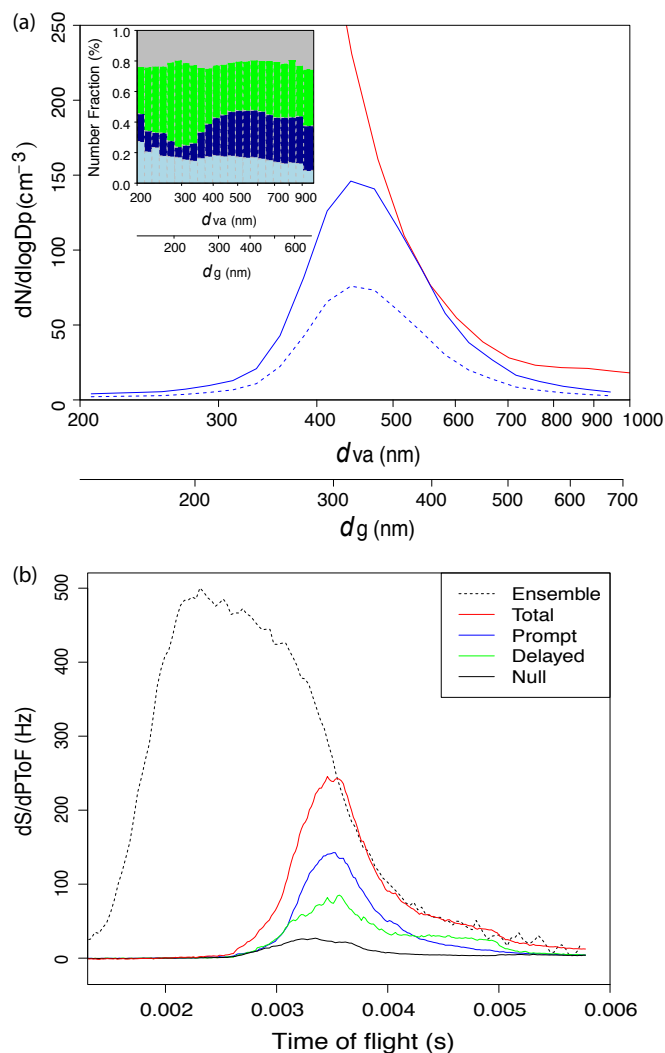 (a)
250
200
150
100
50
0
dN/dlogDp (cm⁻³)
1.0
0.8
0.6
0.4
0.2
0.0
Number Fraction (%)
200 300 400 500 700 900
dva (nm)
200 300 400 500 600
dg (nm)
200 300 400 500 600 700 800 900 1000
dva (nm)
200 300 400 500 600 700
dg (nm)
(b)
500
400
300
200
100
0
dS/dPToF (Hz)
Ensemble
Total
Prompt
Delayed
Null
0.002 0.003 0.004 0.005 0.006
Time of flight (s)